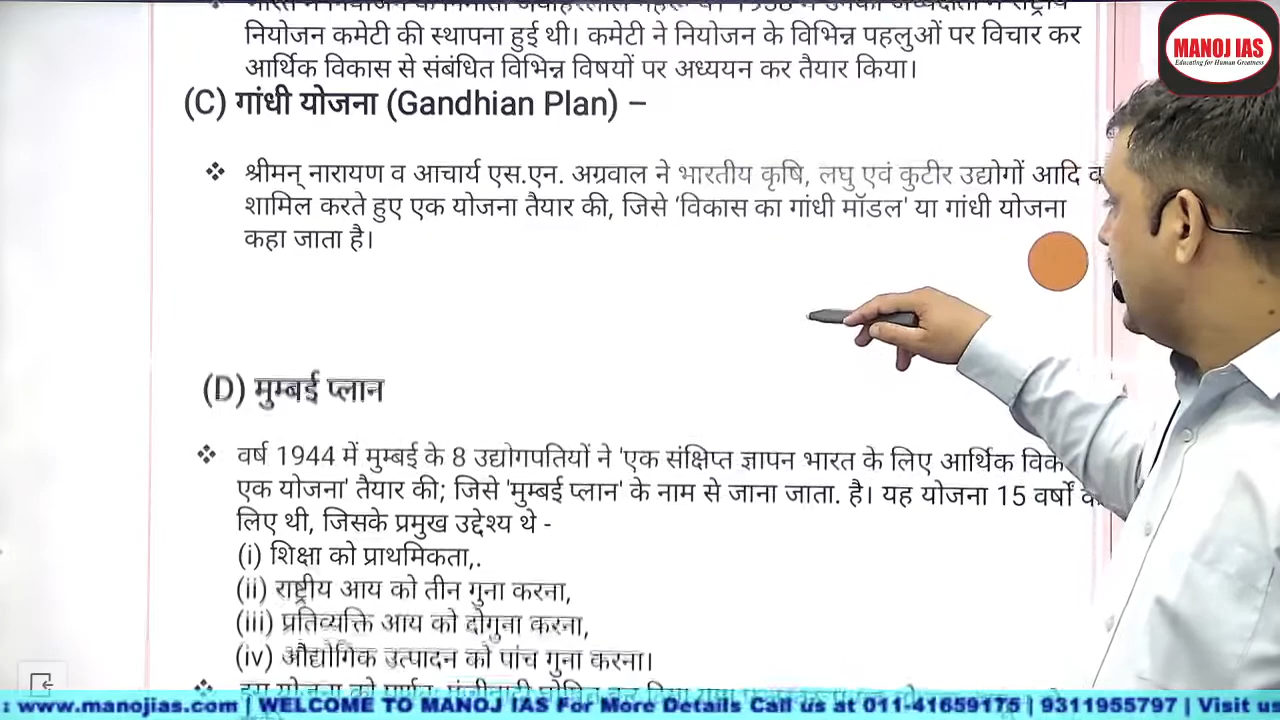 नियोजन कमेटी की स्थापना हुई थी। कमेटी ने नियोजन के विभिन्न पहलुओं पर विचार कर
आर्थिक विकास से संबंधित विभिन्न विषयों पर अध्ययन कर तैयार किया।
(C) गांधी योजना (Gandhian Plan) –
❖ श्रीमन् नारायण व आचार्य एस.एन. अग्रवाल ने भारतीय कृषि, लघु एवं कुटीर उद्योगों आदि
शामिल करते हुए एक योजना तैयार की, जिसे 'विकास का गांधी मॉडल' या गांधी योजना
कहा जाता है।
(D) मुम्बई प्लान
❖ वर्ष 1944 में मुम्बई के 8 उद्योगपतियों ने 'एक संक्षिप्त ज्ञापन भारत के लिए आर्थिक
एक योजना' तैयार की; जिसे 'मुम्बई प्लान' के नाम से जाना जाता. है। यह योजना 15 वर्षों
लिए थी, जिसके प्रमुख उद्देश्य थे -
(i) शिक्षा को प्राथमिकता,.
(ii) राष्ट्रीय आय को तीन गुना करना,
(iii) प्रतिव्यक्ति आय को दोगुना करना,
(iv) औद्योगिक उत्पादन को पांच गुना करना।
MANOJ IAS
Educating for Human Greatness
: www.manojias.com | WELCOME TO MANOJ IAS For More Details Call us at 011-41659175 | 9311955797 | Visit us